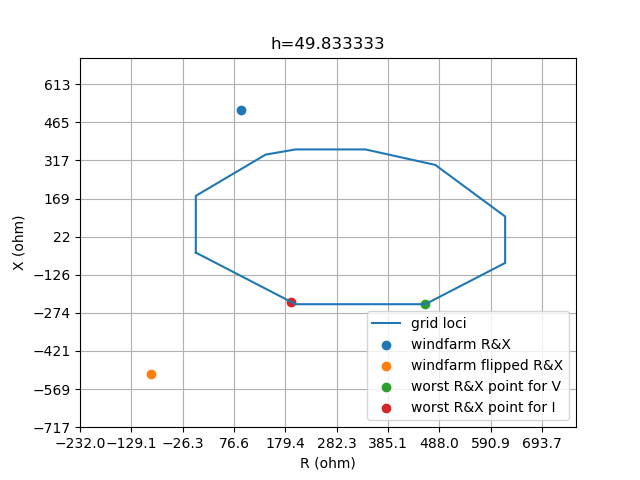 h=49.833333
613
465
317
169
22
−126
−274
−421
−569
−717
X (ohm)
grid loci
windfarm R&X
windfarm flipped R&X
worst R&X point for V
worst R&X point for I
−232.0 −129.1 −26.3 76.6 179.4 282.3 385.1 488.0 590.9 693.7
R (ohm)